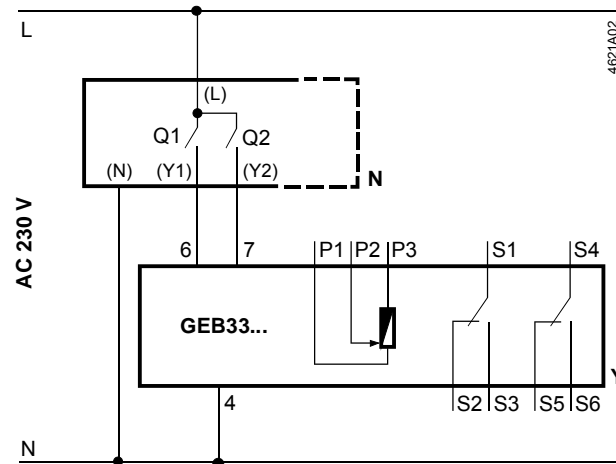 L
4621A02
(L)
Q1 Q2
(N) (Y1) (Y2) N
AC 230 V
6 7 P1 P2 P3 S1 S4
GEB33...
Y
4 S2 S3 S5 S6
N